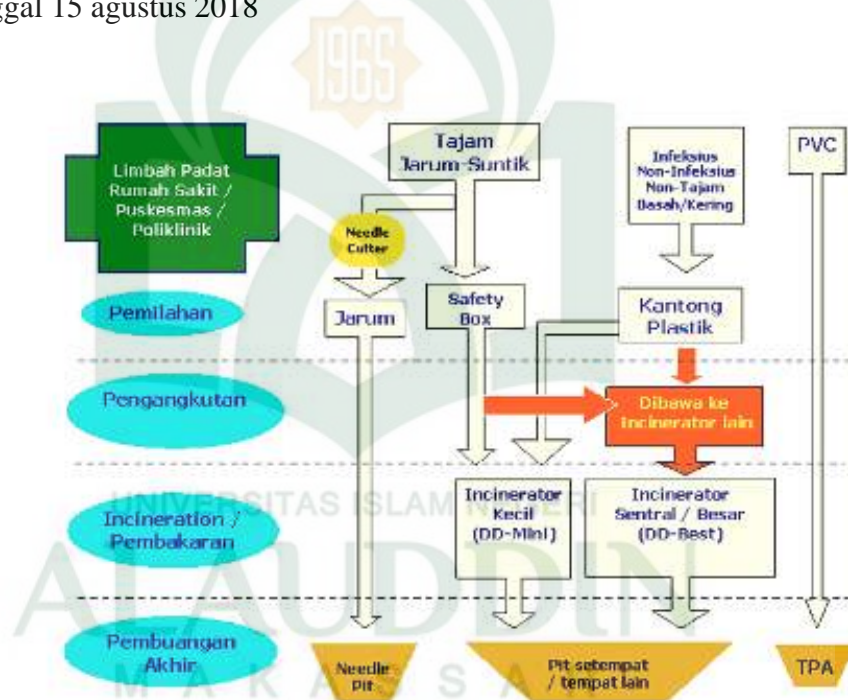 ggal 15 agustus 2018
1965
Limbah Padat
Rumah Sakit /
Puskesmas /
Poliklinik
Tajam
Jarum-Suntik
Infeksius
Non-Infeksius
Non-Tajam
Basah/Kering
PVC
Needle
Cutter
Pemilahan
Jarum
Safety
Box
Kantong
Plastik
Pengangkutan
Dibawa ke
Incinerator lain
UNIVERSITAS ISLAM NEGERI
Incineration /
Pembakaran
Incinerator
Kecil
(DD-Mini)
Incinerator
Sentral / Besar
(DD-Best)
ALAUDDIN
Pembuangan
Akhir
Needle
Pit
Pit setempat
/ tempat lain
TPA
M A K A S S A